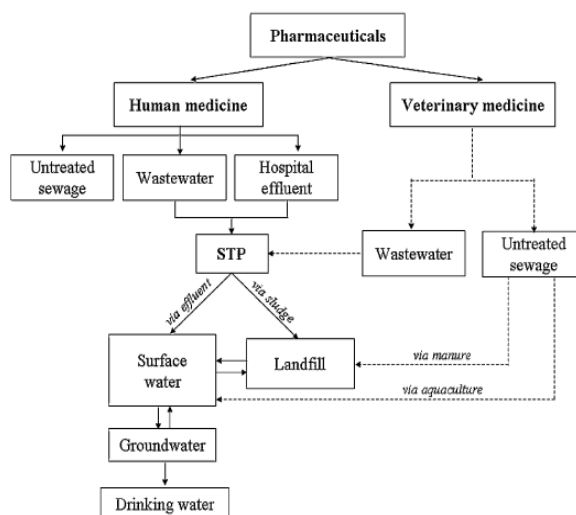 Pharmaceuticals
Human medicine
Veterinary medicine
Untreated
sewage
Wastewater
Hospital
effluent
STP
Wastewater
Untreated
sewage
via effluent
via sludge
Surface
water
Landfill
via manure
via aquaculture
Groundwater
Drinking water